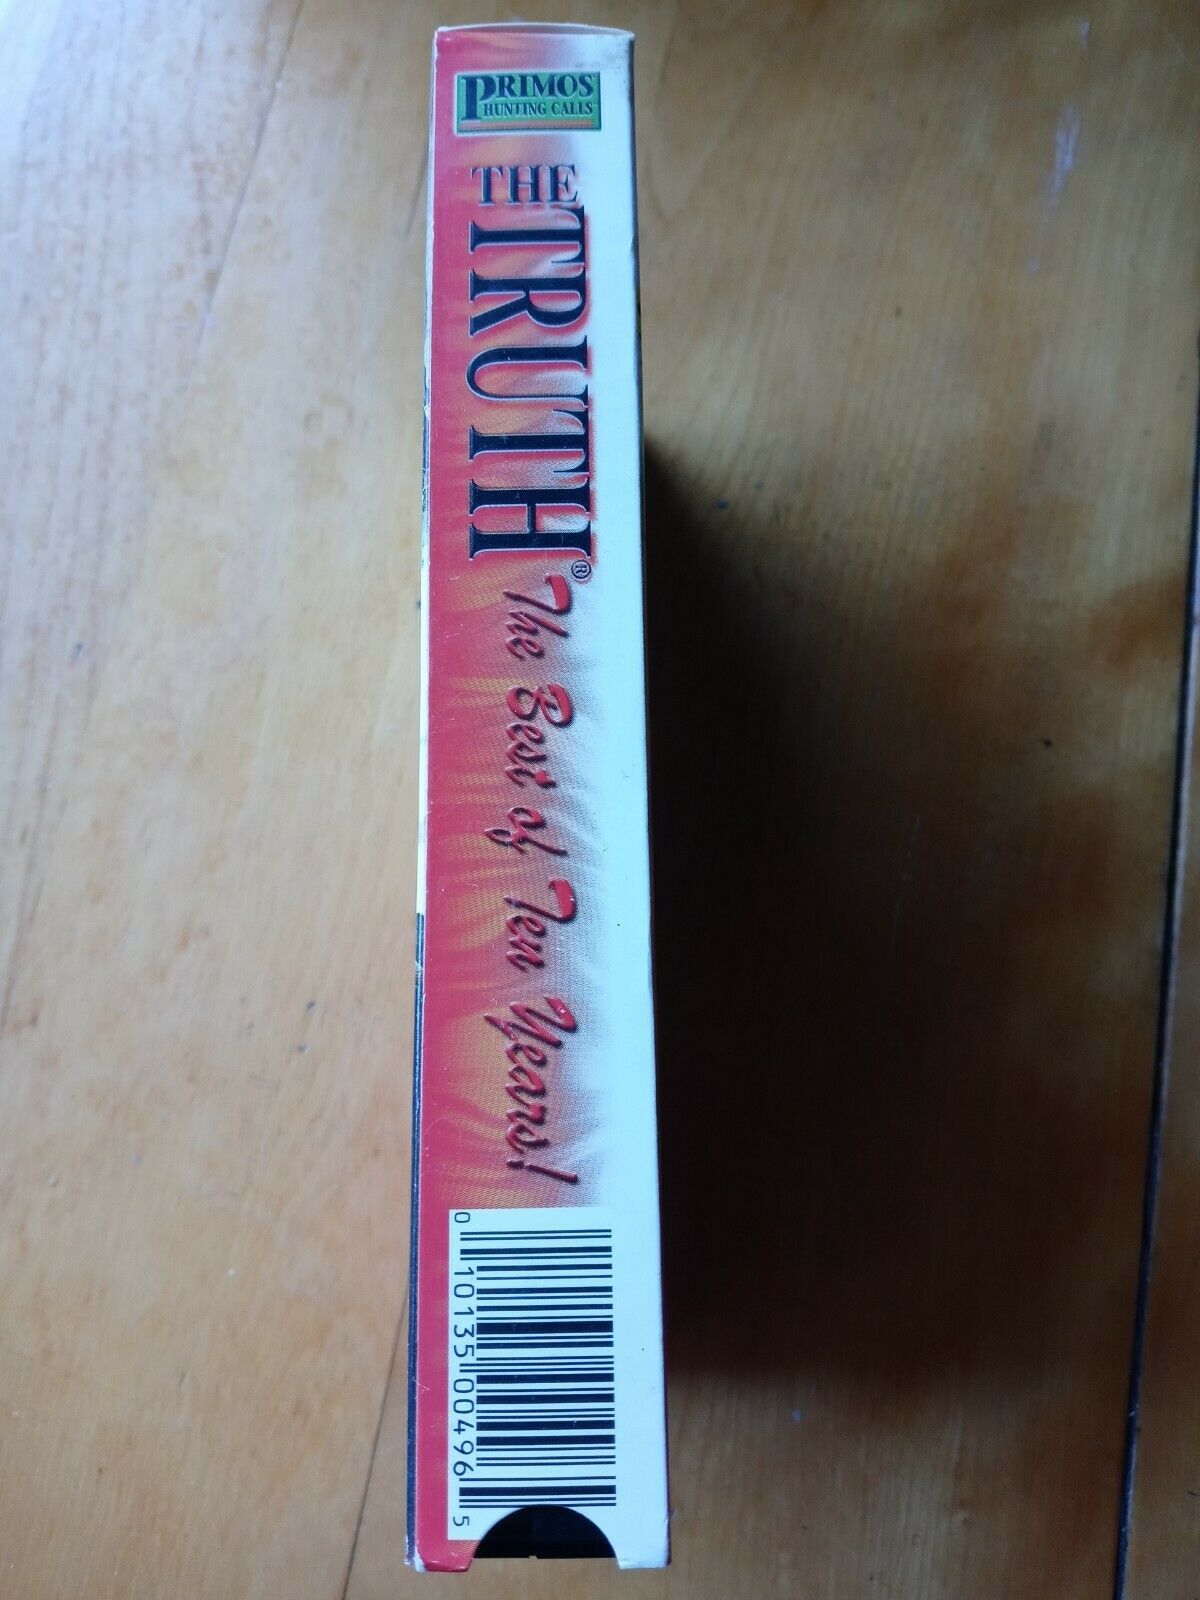 PRIMOS
HUNTING CALLS
THE TRUTH®
The Best of Ten Years!
0 10135 00496 5